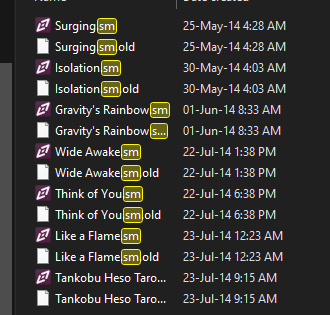 Name Date created
Surging.sm 25-May-14 4:28 AM
Surging.sm.old 25-May-14 4:28 AM
Isolation.sm 30-May-14 4:03 AM
Isolation.sm.old 30-May-14 4:03 AM
Gravity's Rainbow.sm 01-Jun-14 8:33 AM
Gravity's Rainbow.s... 01-Jun-14 8:33 AM
Wide Awake.sm 22-Jul-14 1:38 PM
Wide Awake.sm.old 22-Jul-14 1:38 PM
Think of You.sm 22-Jul-14 6:38 PM
Think of You.sm.old 22-Jul-14 6:38 PM
Like a Flame.sm 23-Jul-14 12:23 AM
Like a Flame.sm.old 23-Jul-14 12:23 AM
Tankobu Heso Taro... 23-Jul-14 9:15 AM
Tankobu Heso Taro... 23-Jul-14 9:15 AM